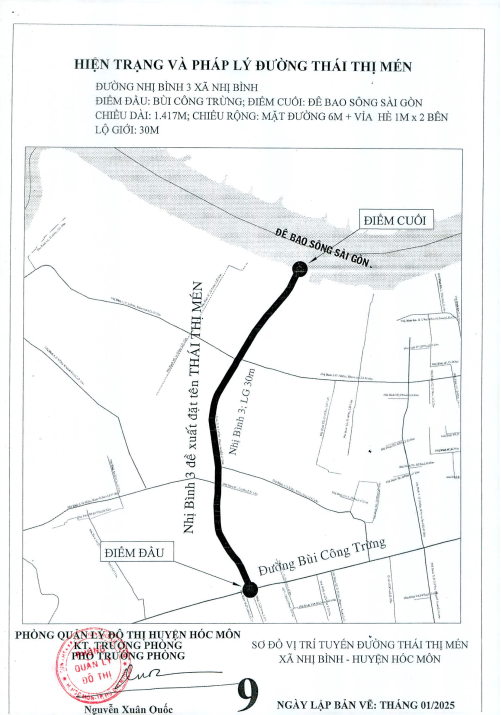 HIỆN TRẠNG VÀ PHÁP LÝ ĐƯỜNG THÁI THỊ MÉN
ĐƯỜNG NHỊ BÌNH 3 XÃ NHỊ BÌNH
ĐIỂM ĐẦU: BÙI CÔNG TRỪNG; ĐIỂM CUỐI: ĐÊ BAO SÔNG SÀI GÒN
CHIỀU DÀI: 1.417M; CHIỀU RỘNG: MẶT ĐƯỜNG 6M + VỈA HÈ 1M x 2 BÊN
LỘ GIỚI: 30M
ĐIỂM CUỐI
ĐÊ BAO SÔNG SÀI GÒN.
Nhị Bình 3 đề xuất đặt tên THÁI THỊ MÉN
Nhị Bình 3; LG 30m
ĐIỂM ĐẦU
Đường Bùi Công Trừng
PHÒNG QUẢN LÝ ĐÔ THỊ HUYỆN HÓC MÔN
KT. TRƯỞNG PHÒNG
PHÓ TRƯỞNG PHÒNG
PHÒNG
QUẢN LÝ
ĐÔ THỊ
Nguyễn Xuân Quốc
SƠ ĐỒ VỊ TRÍ TUYẾN ĐƯỜNG THÁI THỊ MÉN
XÃ NHỊ BÌNH - HUYỆN HÓC MÔN
9
NGÀY LẬP BẢN VẼ: THÁNG 01/2025